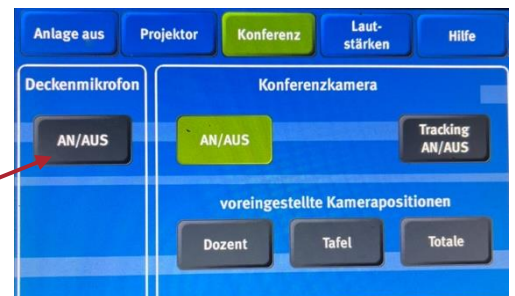 Anlage aus
Projektor
Konferenz
Laut-
stärken
Hilfe
Deckenmikrofon
AN/AUS
Konferenzkamera
AN/AUS
Tracking
AN/AUS
voreingestellte Kamerapositionen
Dozent
Tafel
Totale